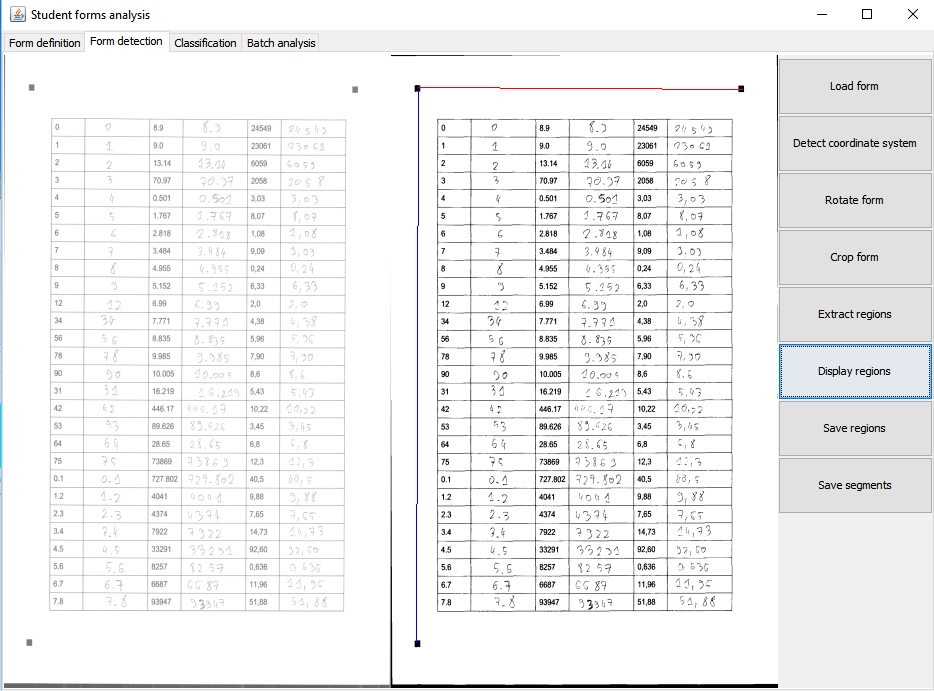 Student forms analysis
Form definition Form detection Classification Batch analysis
0 0 8.9 8.9 24549 24549
1 1 9.0 9.0 23061 23061
2 2 13.14 13.14 6059 6059
3 3 70.97 70.97 2058 2058
4 4 0.501 0.501 3,03 3,03
5 5 1.767 1.767 8,07 8,07
6 6 2.818 2.818 1,08 1,08
7 7 3.484 3.484 9,09 9,09
8 8 4.955 4.955 0,24 0,24
9 9 5.152 5.152 6,33 6,33
12 12 6.99 6.99 2,0 2,0
34 34 7.771 7.771 4,38 4,38
56 56 8.835 8.835 5,96 5,96
78 78 9.985 9.985 7,90 7,90
90 90 10.005 10.005 8,6 8,6
31 31 16.219 16.219 5,43 5,43
42 42 446.17 446.17 10,22 10,22
53 53 89.626 89.626 3,45 3,45
64 64 28.65 28.65 6,8 6,8
75 75 73869 73869 12,3 12,3
0.1 0.1 727.802 727.802 40,5 40,5
1.2 1.2 4041 4041 9,88 9,88
2.3 2.3 4374 4374 7,65 7,65
3.4 3.4 7922 7922 14,73 14,73
4.5 4.5 33291 33291 92,60 92,60
5.6 5.6 8257 8257 0,636 0,636
6.7 6.7 6687 6687 11,96 11,96
7.8 7.8 93947 93947 51,88 51,88
0 0 8.9 8.9 24549 24549
1 1 9.0 9.0 23061 23061
2 2 13.14 13.14 6059 6059
3 3 70.97 70.97 2058 2058
4 4 0.501 0.501 3,03 3,03
5 5 1.767 1.767 8,07 8,07
6 6 2.818 2.818 1,08 1,08
7 7 3.484 3.484 9,09 9,09
8 8 4.955 4.955 0,24 0,24
9 9 5.152 5.152 6,33 6,33
12 12 6.99 6.99 2,0 2,0
34 34 7.771 7.771 4,38 4,38
56 56 8.835 8.835 5,96 5,96
78 78 9.985 9.985 7,90 7,90
90 90 10.005 10.005 8,6 8,6
31 31 16.219 16.219 5,43 5,43
42 42 446.17 446.17 10,22 10,22
53 53 89.626 89.626 3,45 3,45
64 64 28.65 28.65 6,8 6,8
75 75 73869 73869 12,3 12,3
0.1 0.1 727.802 727.802 40,5 40,5
1.2 1.2 4041 4041 9,88 9,88
2.3 2.3 4374 4374 7,65 7,65
3.4 3.4 7922 7922 14,73 14,73
4.5 4.5 33291 33291 92,60 92,60
5.6 5.6 8257 8257 0,636 0,636
6.7 6.7 6687 6687 11,96 11,96
7.8 7.8 93947 93947 51,88 51,88
Load form
Detect coordinate system
Rotate form
Crop form
Extract regions
Display regions
Save regions
Save segments